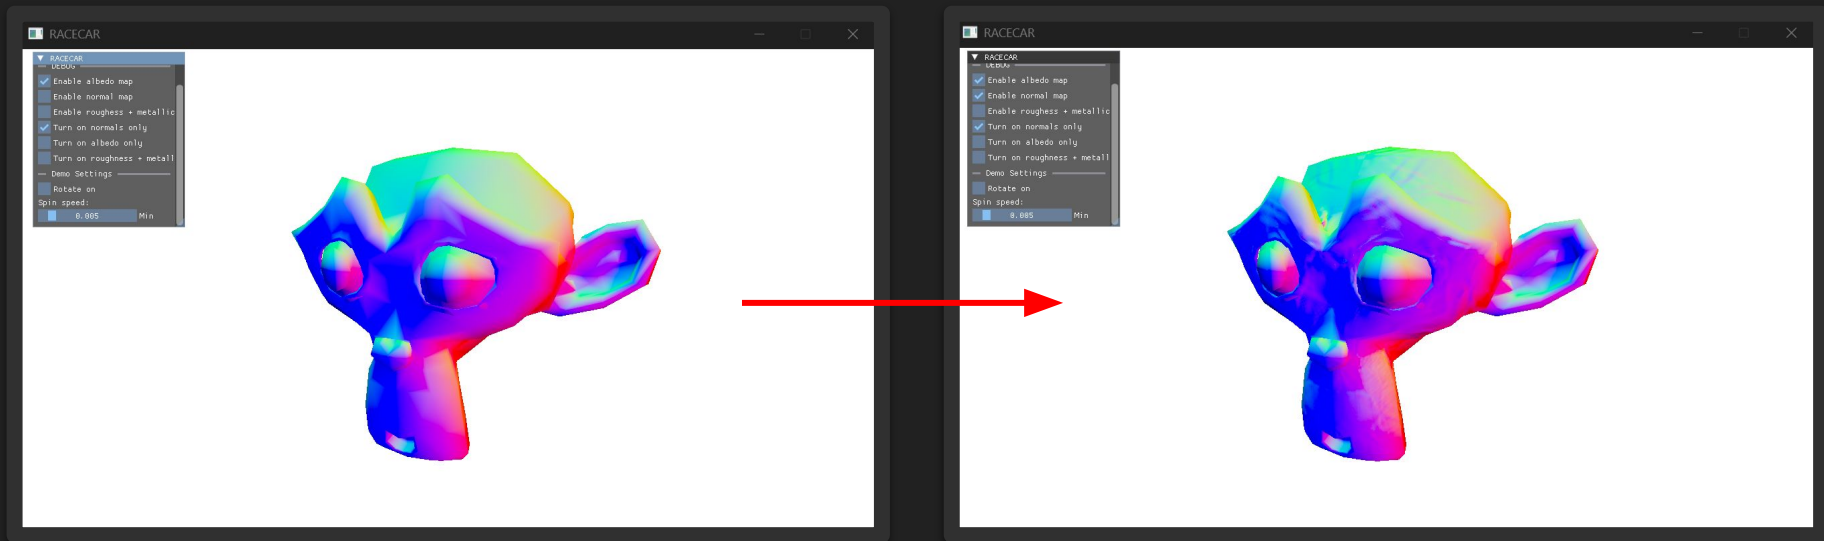 RACECAR
RACECAR
DEBUG
Enable albedo map
Enable normal map
Enable roughess + metallic
Turn on normals only
Turn on albedo only
Turn on roughness + metall
Demo Settings
Rotate on
Spin speed:
0.005 Min
RACECAR
RACECAR
DEBUG
Enable albedo map
Enable normal map
Enable roughess + metallic
Turn on normals only
Turn on albedo only
Turn on roughness + metall
Demo Settings
Rotate on
Spin speed:
0.005 Min